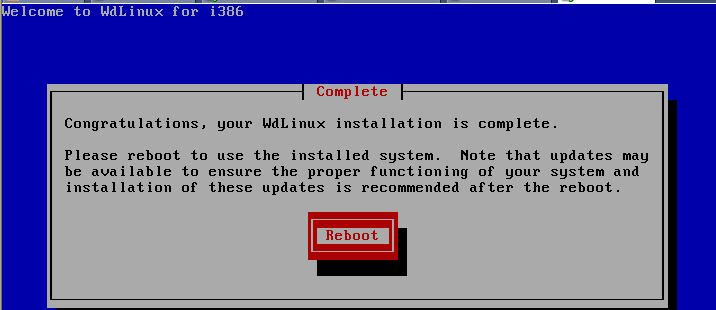 Welcome to WdLinux for i386
Complete
Congratulations, your WdLinux installation is complete.
Please reboot to use the installed system.  Note that updates may
be available to ensure the proper functioning of your system and
installation of these updates is recommended after the reboot.
Reboot